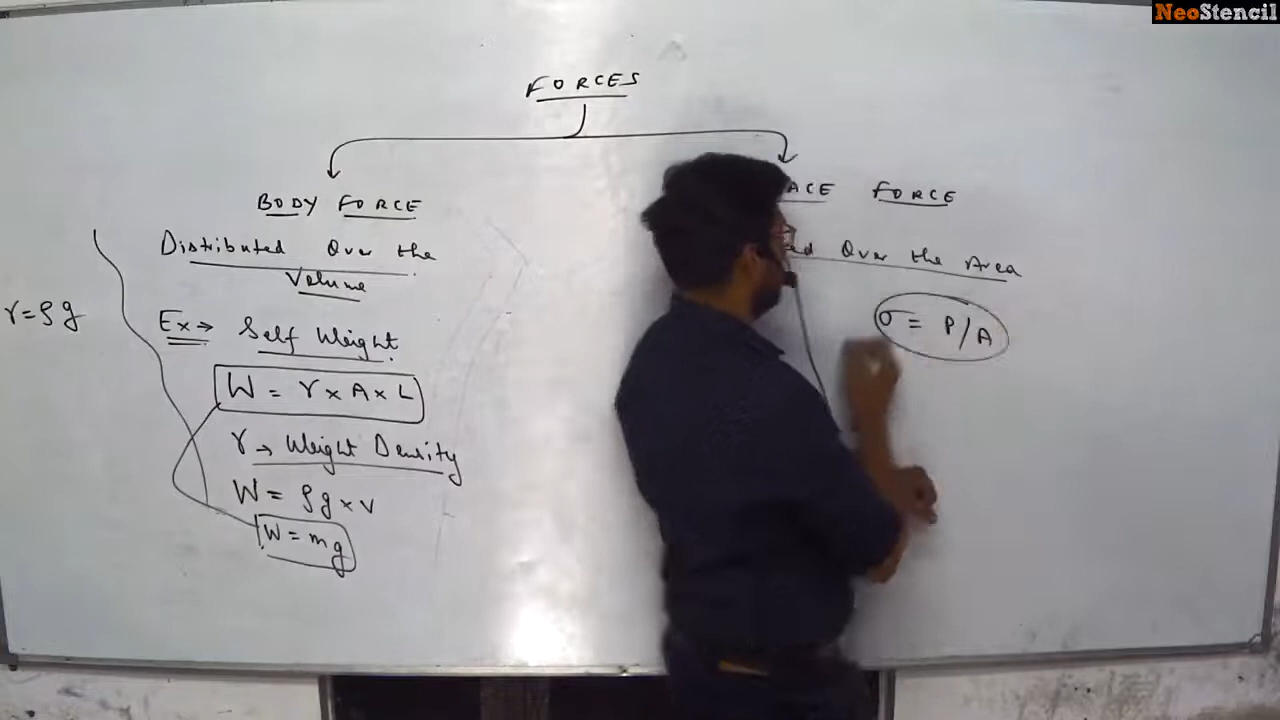 NeoStencil
FORCES
BODY FORCE
Distributed Over the
Volume
Ex → Self Weight
W = γ × A × L
γ → Weight Density
W = ρg × V
W = mg
γ = ρg
FORCE
Over the Area
σ = P/A